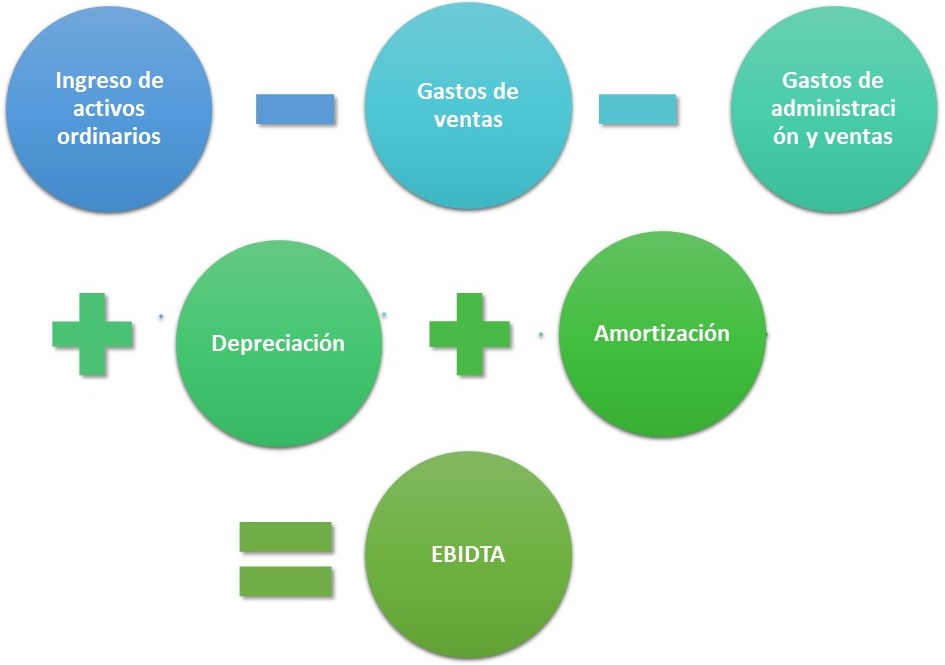 Ingreso de
activos
ordinarios
Gastos de
ventas
Gastos de
administraci
ón y ventas
Depreciación
Amortización
EBIDTA